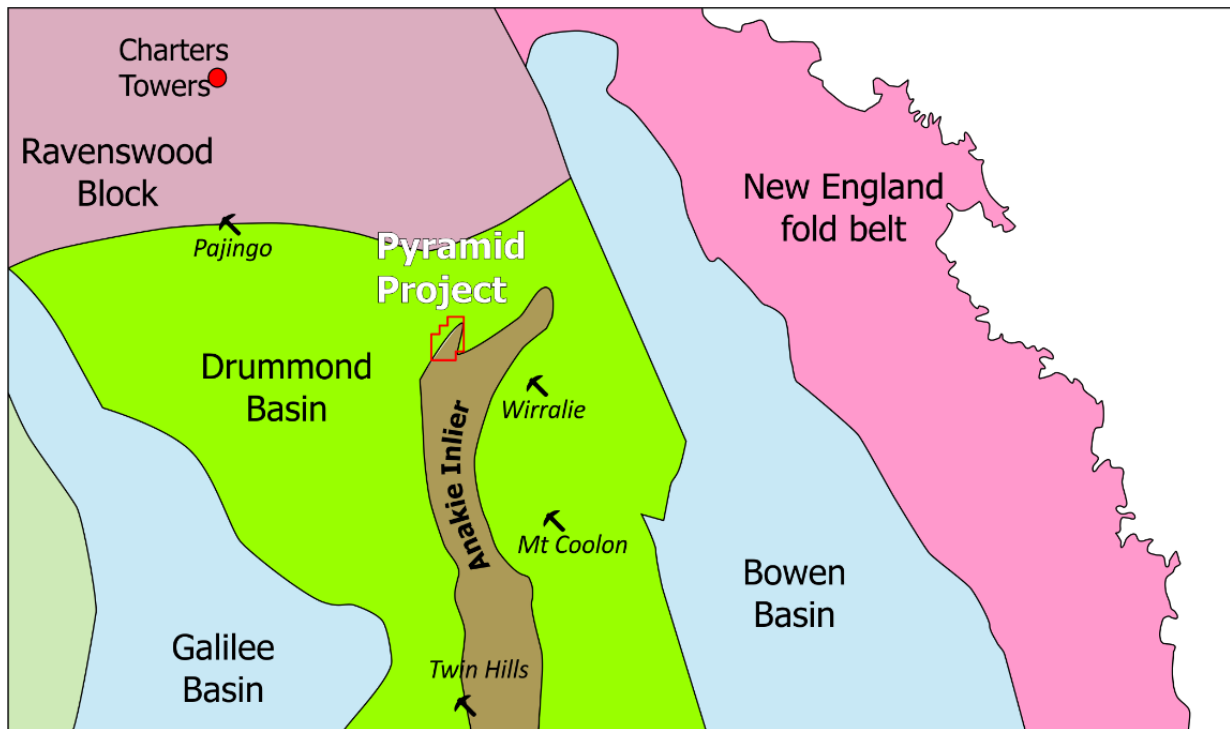 Charters
Towers
Ravenswood
Block
New England
fold belt
Pajingo
Pyramid
Project
Drummond
Basin
Wirralie
Anakie Inlier
Mt Coolon
Bowen
Basin
Galilee
Basin
Twin Hills